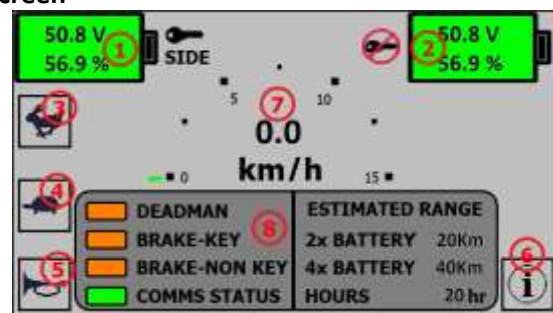 reen
50.8 V
56.9 %
1
SIDE
2
50.8 V
56.9 %
3
5
7
10
0.0
km/h
0
15
4
5
6
i
DEADMAN
BRAKE-KEY
BRAKE-NON KEY
COMMS STATUS
8
ESTIMATED RANGE
2x BATTERY 20Km
4x BATTERY 40Km
HOURS 20 hr